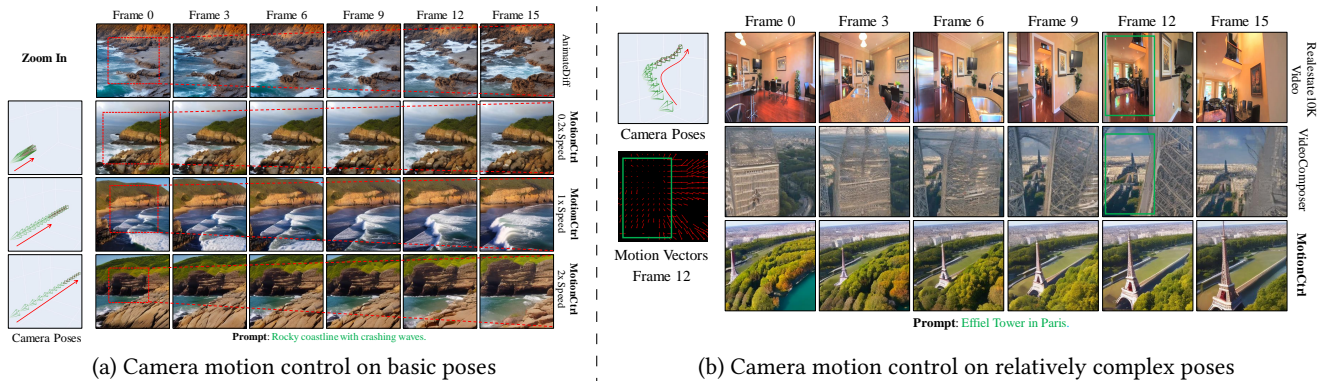 Frame 0 Frame 3 Frame 6 Frame 9 Frame 12 Frame 15
Zoom In
AnimateDiff
MotionCtrl
0.2x Speed
MotionCtrl
1x Speed
MotionCtrl
2x Speed
Camera Poses
Prompt: Rocky coastline with crashing waves.
(a) Camera motion control on basic poses
Frame 0 Frame 3 Frame 6 Frame 9 Frame 12 Frame 15
Camera Poses
Motion Vectors
Frame 12
Realestate10K
Video
VideoComposer
MotionCtrl
Prompt: Effiel Tower in Paris.
(b) Camera motion control on relatively complex poses